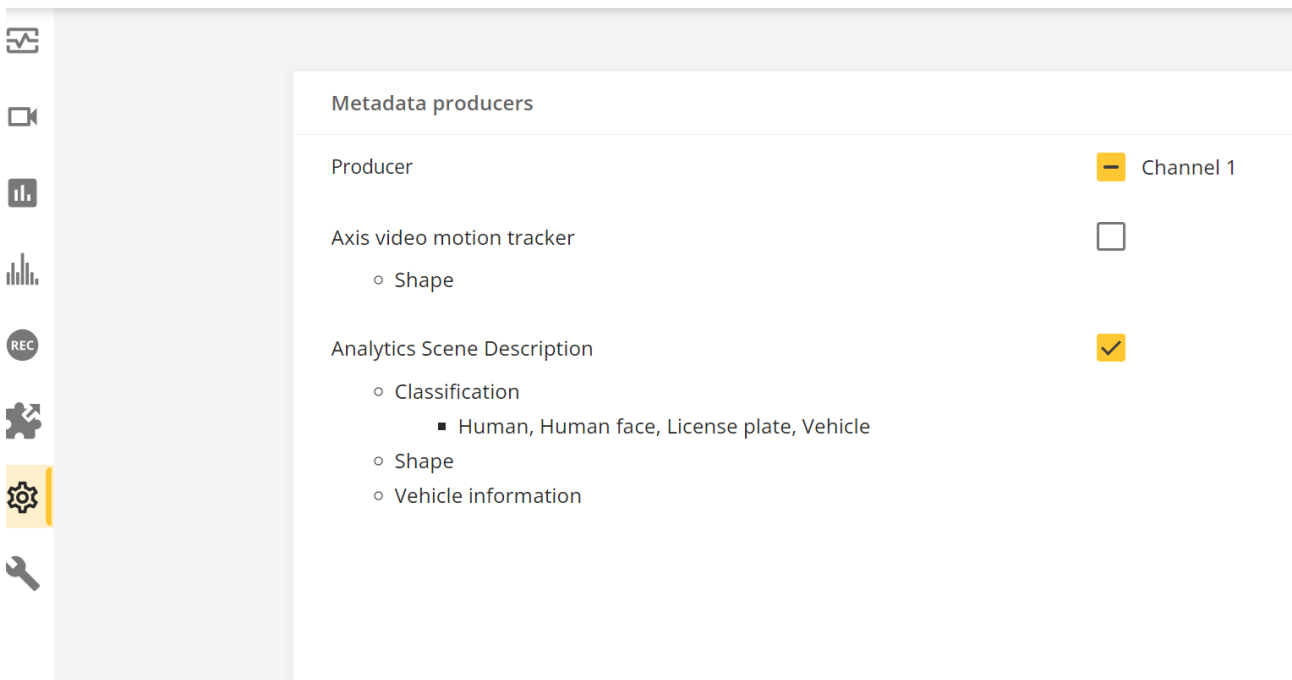 Metadata producers
Producer
Channel 1
Axis video motion tracker
Shape
Analytics Scene Description
Classification
Human, Human face, License plate, Vehicle
Shape
Vehicle information
REC